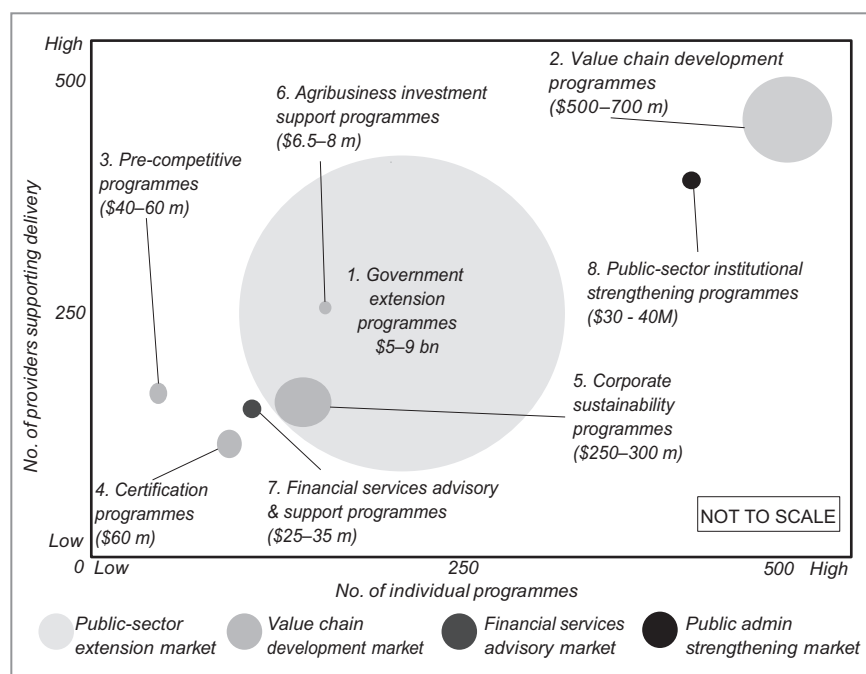 High
500
2. Value chain development
programmes
($500–700 m)
6. Agribusiness investment
support programmes
($6.5–8 m)
3. Pre-competitive
programmes
($40–60 m)
No. of providers supporting delivery
1. Government
extension
programmes
$5–9 bn
8. Public-sector institutional
strengthening programmes
($30 - 40M)
250
5. Corporate
sustainability
programmes
($250–300 m)
4. Certification
programmes
($60 m)
7. Financial services advisory
& support programmes
($25–35 m)
NOT TO SCALE
Low
0 Low
250
500 High
No. of individual programmes
Public-sector
extension market
Value chain
development market
Financial services
advisory market
Public admin
strengthening market